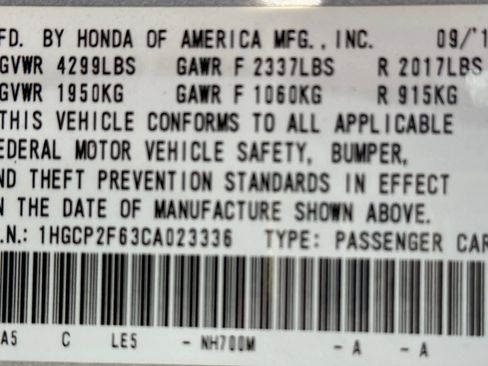 FD. BY HONDA OF AMERICA MFG., INC. 09/'1
GVWR 4299LBS GAWR F 2337LBS R 2017LBS
GVWR 1950KG GAWR F 1060KG R 915KG
THIS VEHICLE CONFORMS TO ALL APPLICABLE
EDERAL MOTOR VEHICLE SAFETY, BUMPER,
ND THEFT PREVENTION STANDARDS IN EFFECT
N THE DATE OF MANUFACTURE SHOWN ABOVE.
.N.: 1HGCP2F63CA023336 TYPE: PASSENGER CAR
A5 C LE5 - NH700M - A - A